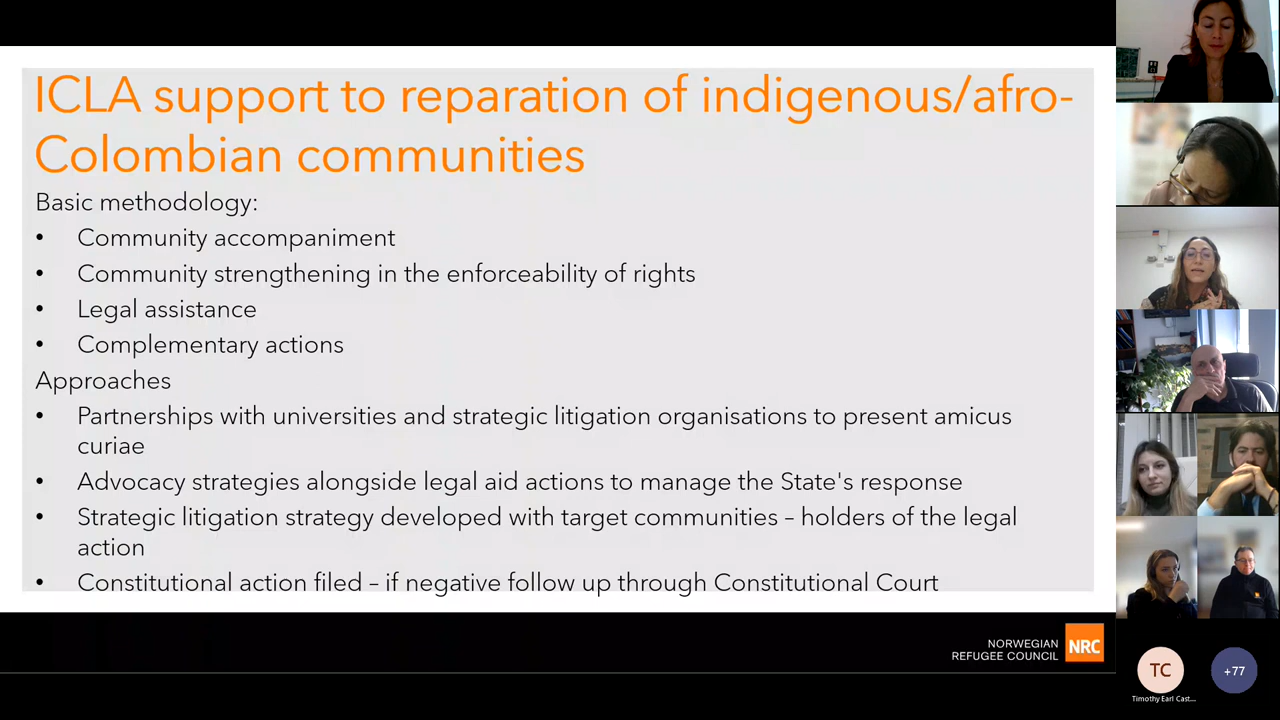 ICLA support to reparation of indigenous/afro-
Colombian communities
Basic methodology:
• Community accompaniment
• Community strengthening in the enforceability of rights
• Legal assistance
• Complementary actions
Approaches
• Partnerships with universities and strategic litigation organisations to present amicus
curiae
• Advocacy strategies alongside legal aid actions to manage the State's response
• Strategic litigation strategy developed with target communities – holders of the legal
action
• Constitutional action filed – if negative follow up through Constitutional Court
NORWEGIAN
REFUGEE COUNCIL
NRC
TC
+77
Timothy Earl Cast...